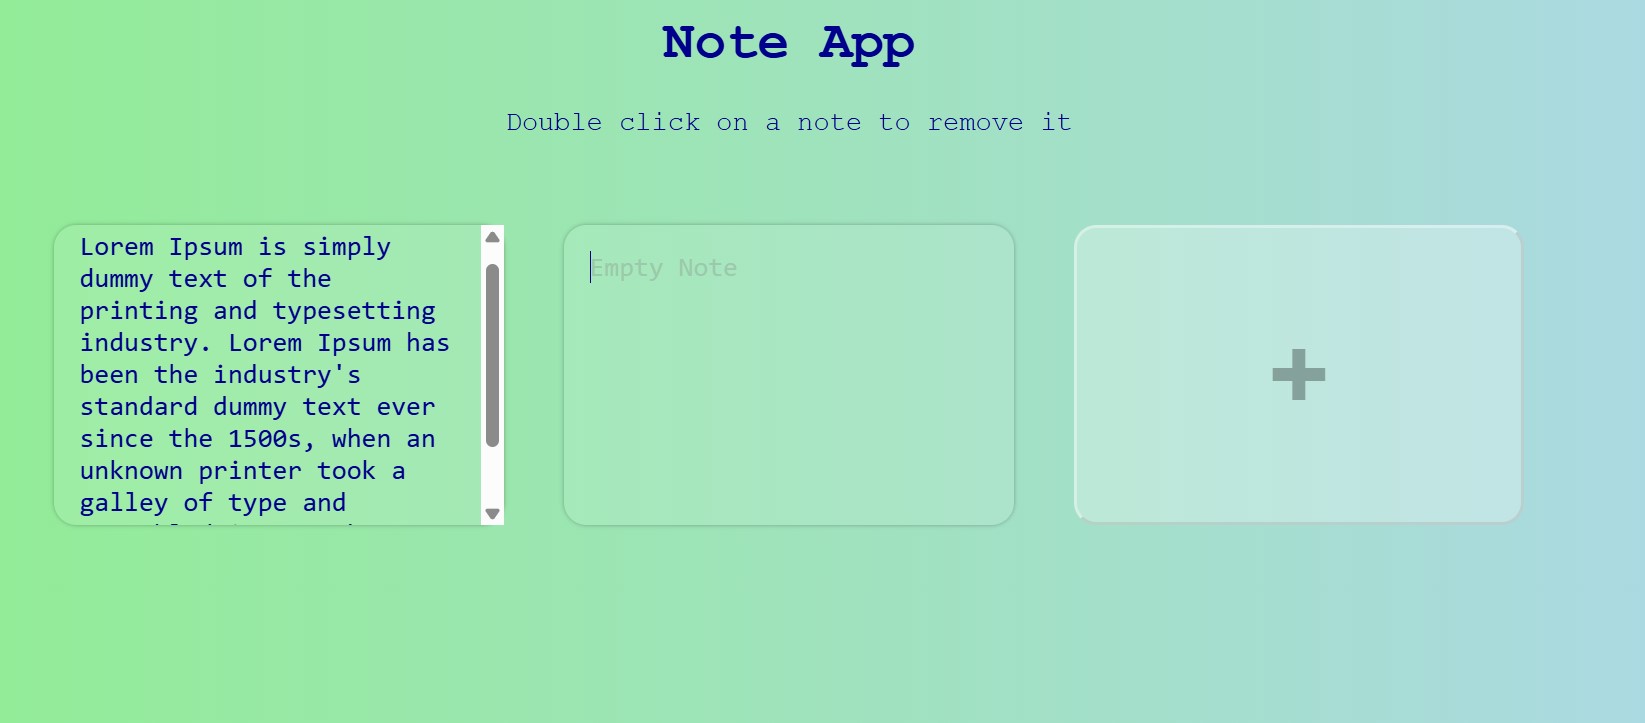 Note App
Double click on a note to remove it
Lorem Ipsum is simply
dummy text of the
printing and typesetting
industry. Lorem Ipsum has
been the industry's
standard dummy text ever
since the 1500s, when an
unknown printer took a
galley of type and
Empty Note